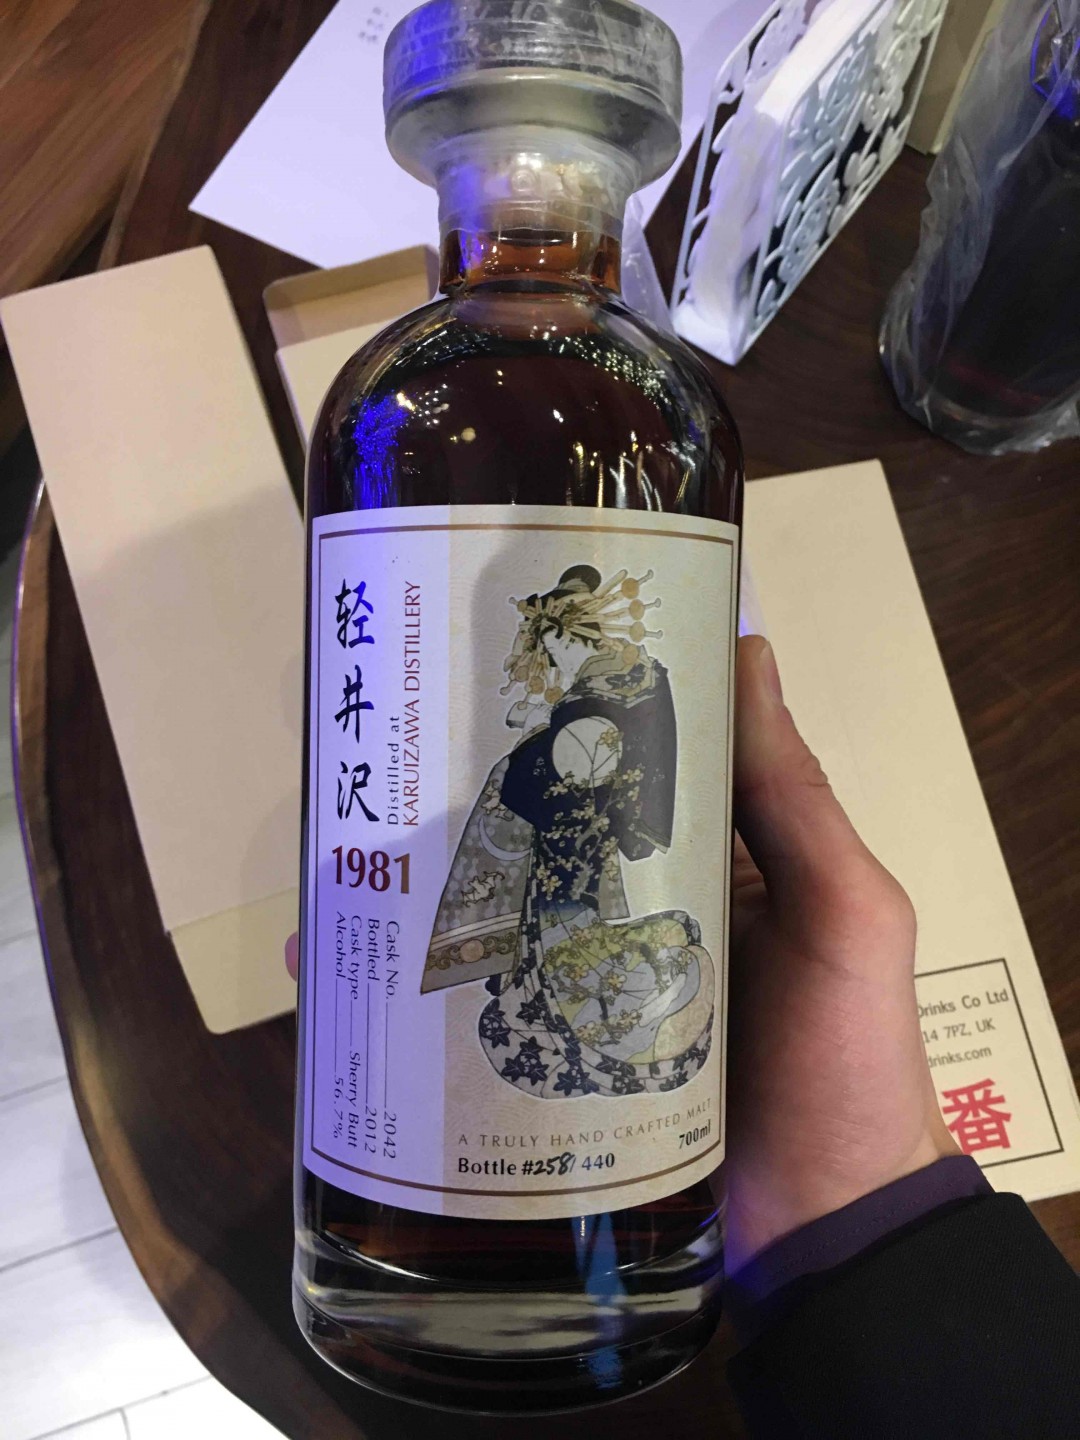 轻井沢
Distilled at
KARUIZAWA DISTILLERY
1981
Cask No. 2042
Bottled 2012
Cask type Sherry Butt
Alcohol 56,7%
A TRULY HAND CRAFTED MALT
700ml
Bottle #258/440
Drinks Co Ltd
14 7PZ, UK
drinks.com
番